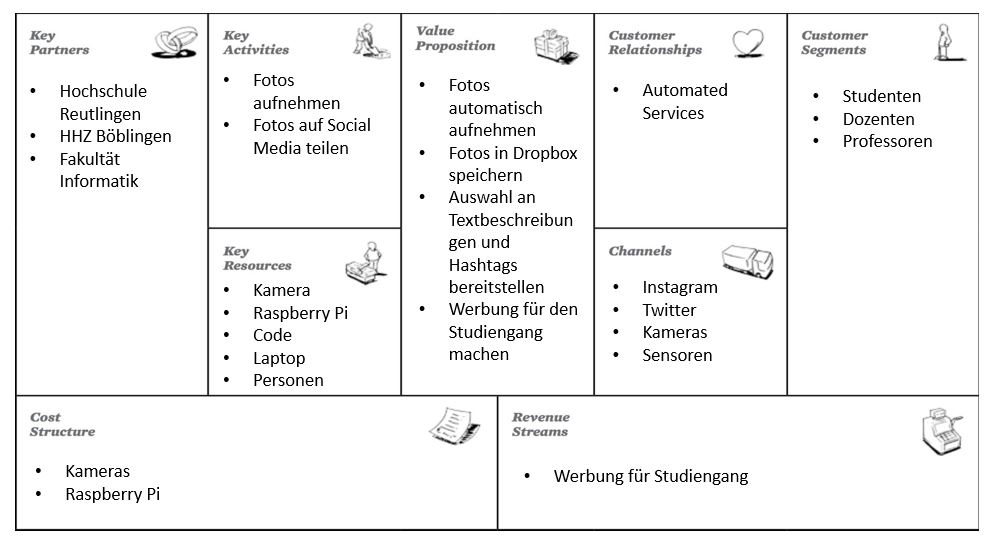 Key
Partners
• Hochschule
Reutlingen
• HHZ Böblingen
• Fakultät
Informatik
Key
Activities
• Fotos
aufnehmen
• Fotos auf Social
Media teilen
Key
Resources
• Kamera
• Raspberry Pi
• Code
• Laptop
• Personen
Value
Proposition
• Fotos
automatisch
aufnehmen
• Fotos in Dropbox
speichern
• Auswahl an
Textbeschreibun
gen und
Hashtags
bereitstellen
• Werbung für den
Studiengang
machen
Customer
Relationships
• Automated
Services
Channels
• Instagram
• Twitter
• Kameras
• Sensoren
Customer
Segments
• Studenten
• Dozenten
• Professoren
Cost
Structure
• Kameras
• Raspberry Pi
Revenue
Streams
• Werbung für Studiengang